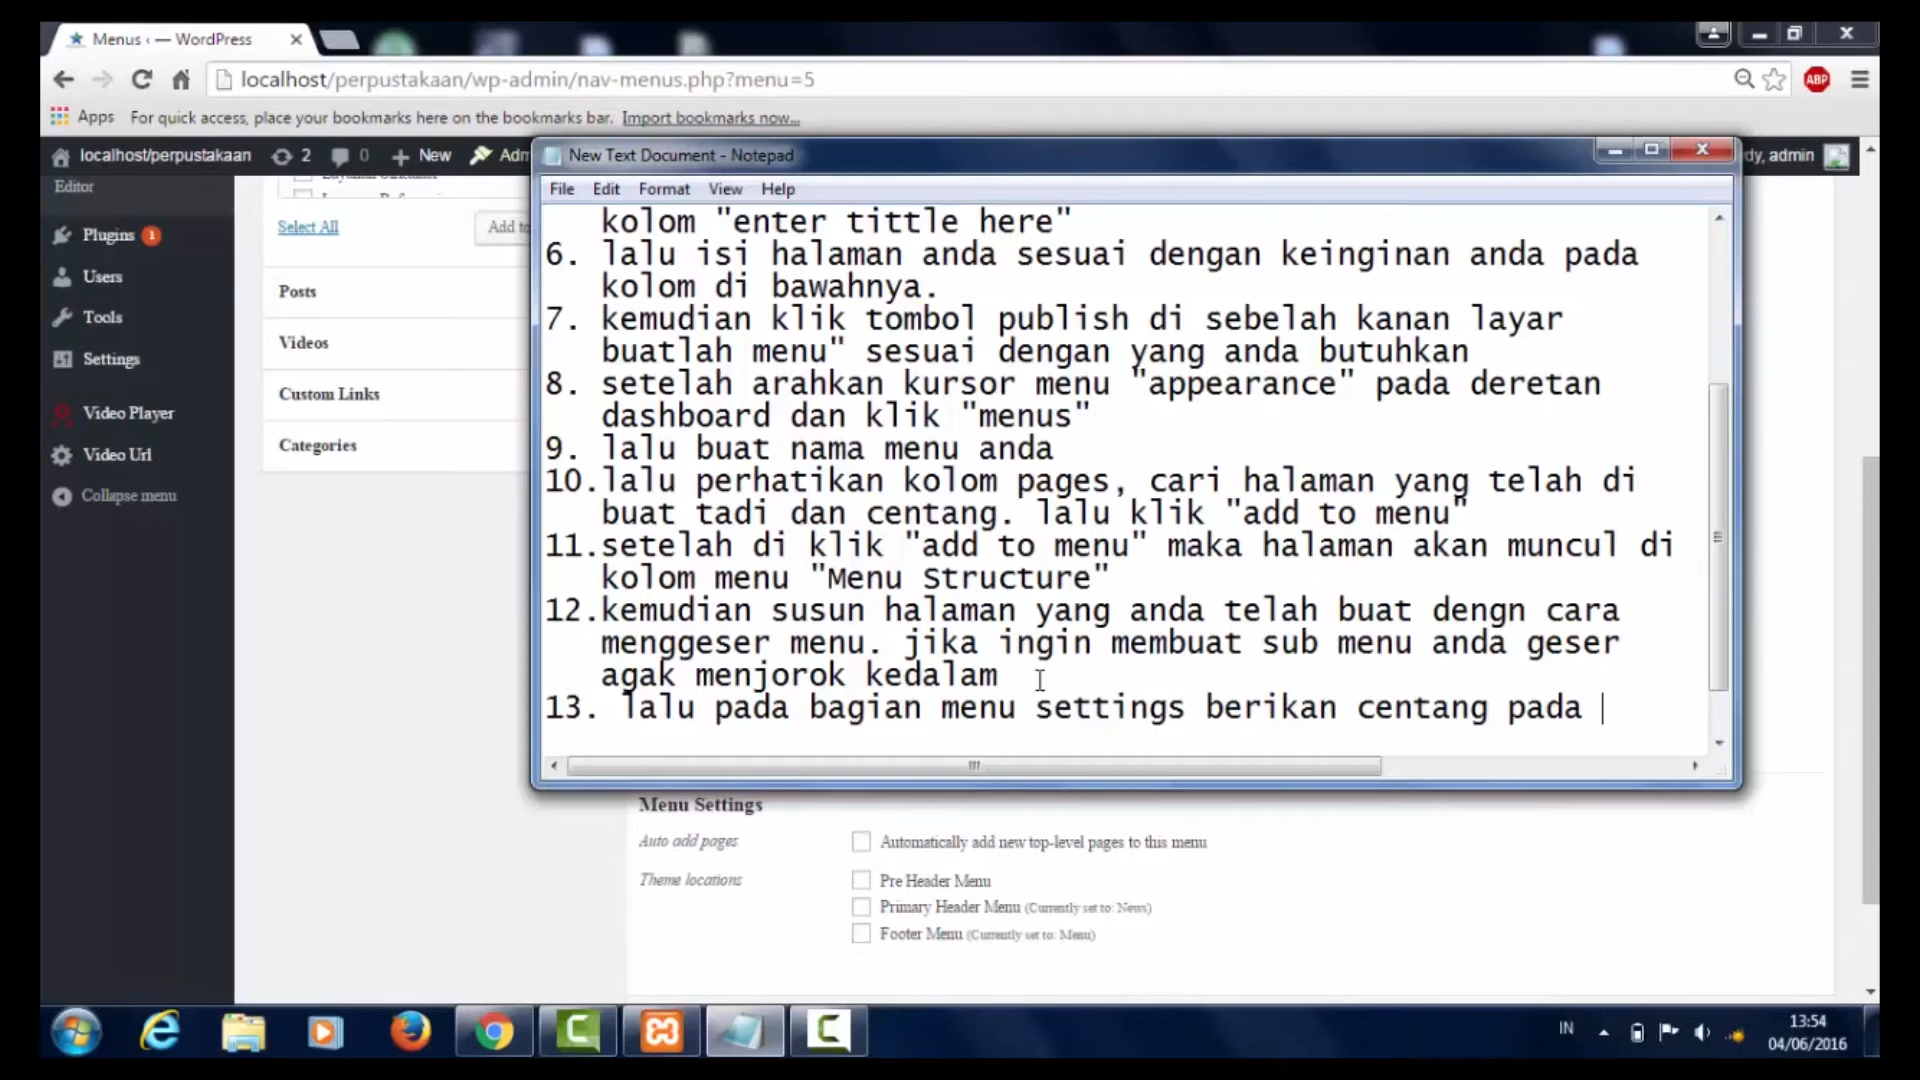 Menus ‹ — WordPress
localhost/perpustakaan/wp-admin/nav-menus.php?menu=5
ABP
Apps For quick access, place your bookmarks here on the bookmarks bar. Import bookmarks now...
localhost/perpustakaan 2 0 New
dy, admin
New Text Document - Notepad
File Edit Format View Help
Editor
Plugins 1
Users
Tools
Settings
Video Player
Video Url
Collapse menu
Select All
Add to
Posts
Videos
Custom Links
Categories
kolom "enter tittle here"
6. lalu isi halaman anda sesuai dengan keinginan anda pada
kolom di bawahnya.
7. kemudian klik tombol publish di sebelah kanan layar
buatlah menu" sesuai dengan yang anda butuhkan
8. setelah arahkan kursor menu "appearance" pada deretan
dashboard dan klik "menus"
9. lalu buat nama menu anda
10.lalu perhatikan kolom pages, cari halaman yang telah di
buat tadi dan centang. lalu klik "add to menu"
11.setelah di klik "add to menu" maka halaman akan muncul di
kolom menu "Menu Structure"
12.kemudian susun halaman yang anda telah buat dengn cara
menggeser menu. jika ingin membuat sub menu anda geser
agak menjorok kedalam
13. lalu pada bagian menu settings berikan centang pada
Menu Settings
Auto add pages
Automatically add new top-level pages to this menu
Theme locations
Pre Header Menu
Primary Header Menu (Currently set to: News)
Footer Menu (Currently set to: Menu)
IN
13:54
04/06/2016